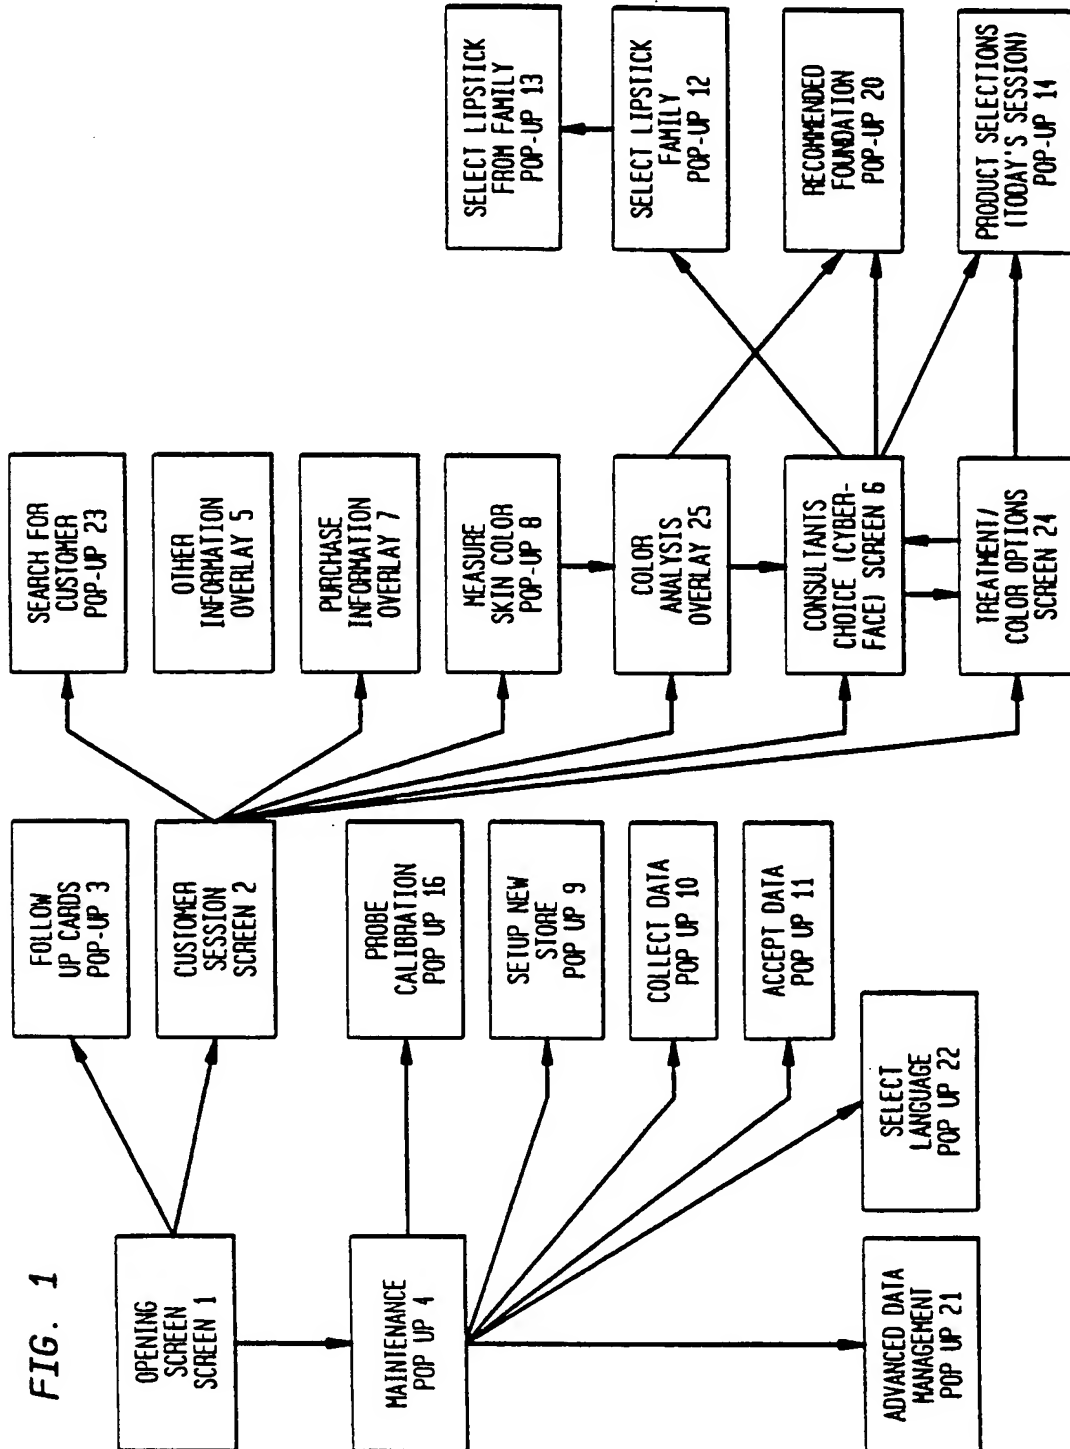 FIG. 1
OPENING
SCREEN
SCREEN 1
MAINTENANCE
POP UP 4
ADVANCED DATA
MANAGEMENT
POP UP 21
FOLLOW
UP CARDS
POP-UP 3
CUSTOMER
SESSION
SCREEN 2
PROBE
CALIBRATION
POP UP 16
SETUP NEW
STORE
POP UP 9
COLLECT DATA
POP UP 10
ACCEPT DATA
POP UP 11
SELECT
LANGUAGE
POP UP 22
SEARCH FOR
CUSTOMER
POP-UP 23
OTHER
INFORMATION
OVERLAY 5
PURCHASE
INFORMATION
OVERLAY 7
MEASURE
SKIN COLOR
POP-UP 8
COLOR
ANALYSIS
OVERLAY 25
CONSULTANTS
CHOICE (CYBER-
FACE) SCREEN 6
TREATMENT/
COLOR OPTIONS
SCREEN 24
SELECT LIPSTICK
FROM FAMILY
POP-UP 13
SELECT LIPSTICK
FAMILY
POP-UP 12
RECOMMENDED
FOUNDATION
POP-UP 20
PRODUCT SELECTIONS
(TODAY'S SESSION)
POP-UP 14